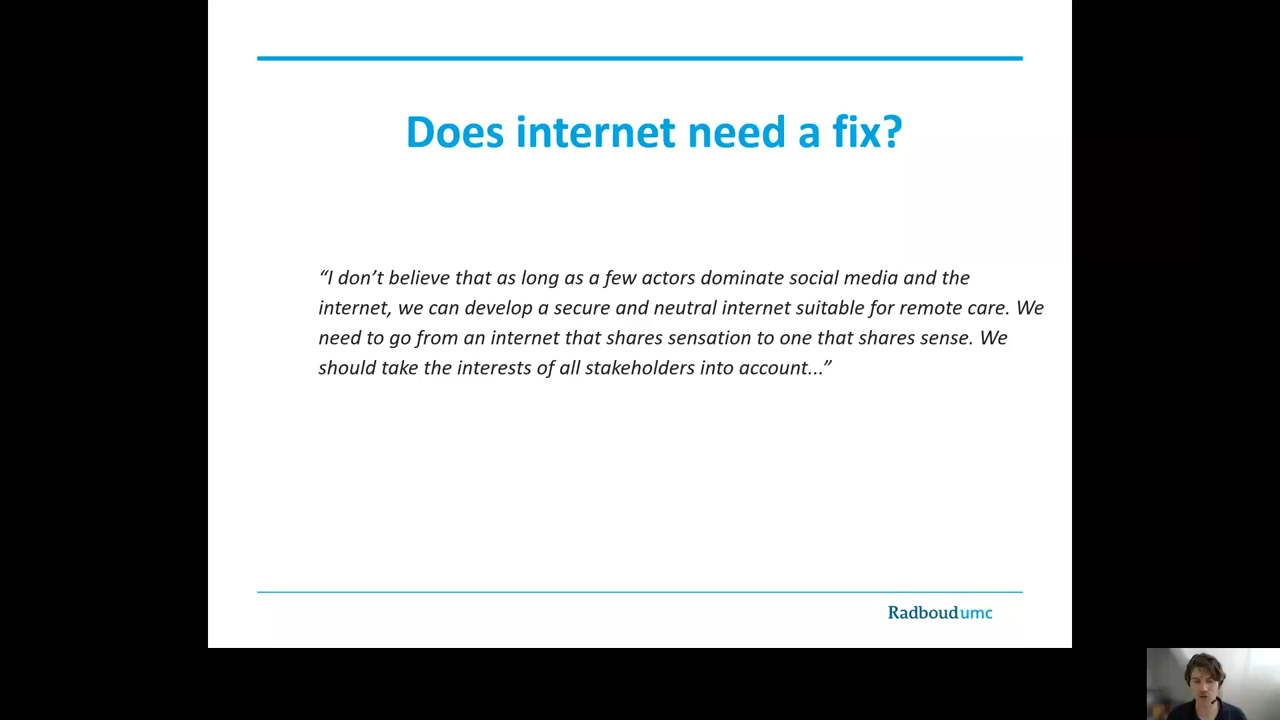 Does internet need a fix?
“I don’t believe that as long as a few actors dominate social media and the
internet, we can develop a secure and neutral internet suitable for remote care. We
need to go from an internet that shares sensation to one that shares sense. We
should take the interests of all stakeholders into account...”
Radboudumc